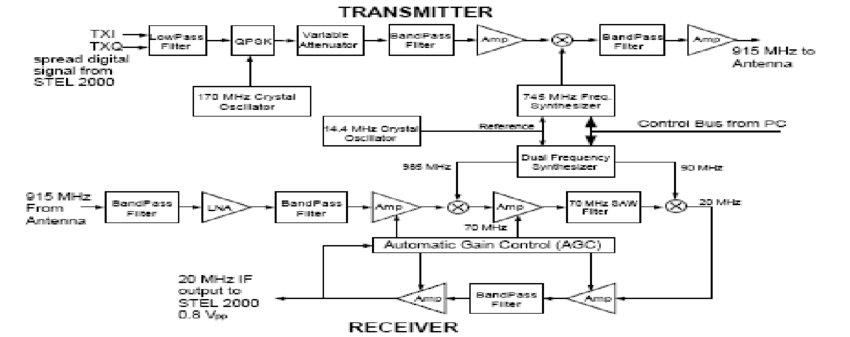 TRANSMITTER
TXI
TXQ
spread digital
signal from
STEL 2000
LowPass
Filter
QPSK
Variable
Attenuator
BandPass
Filter
Amp
BandPass
Filter
Amp
915 MHz to
Antenna
170 MHz Crystal
Oscillator
745 MHz Freq.
Synthesizer
14.4 MHz Crystal
Oscillator
Reference
Control Bus from PC
Dual Frequency
Synthesizer
985 MHz
90 MHz
915 MHz
From
Antenna
BandPass
Filter
LNA
BandPass
Filter
Amp
70 MHz
Amp
70 MHz SAW
Filter
20 MHz
Automatic Gain Control (AGC)
20 MHz IF
output to
STEL 2000
0.8 Vpp
Amp
BandPass
Filter
Amp
RECEIVER